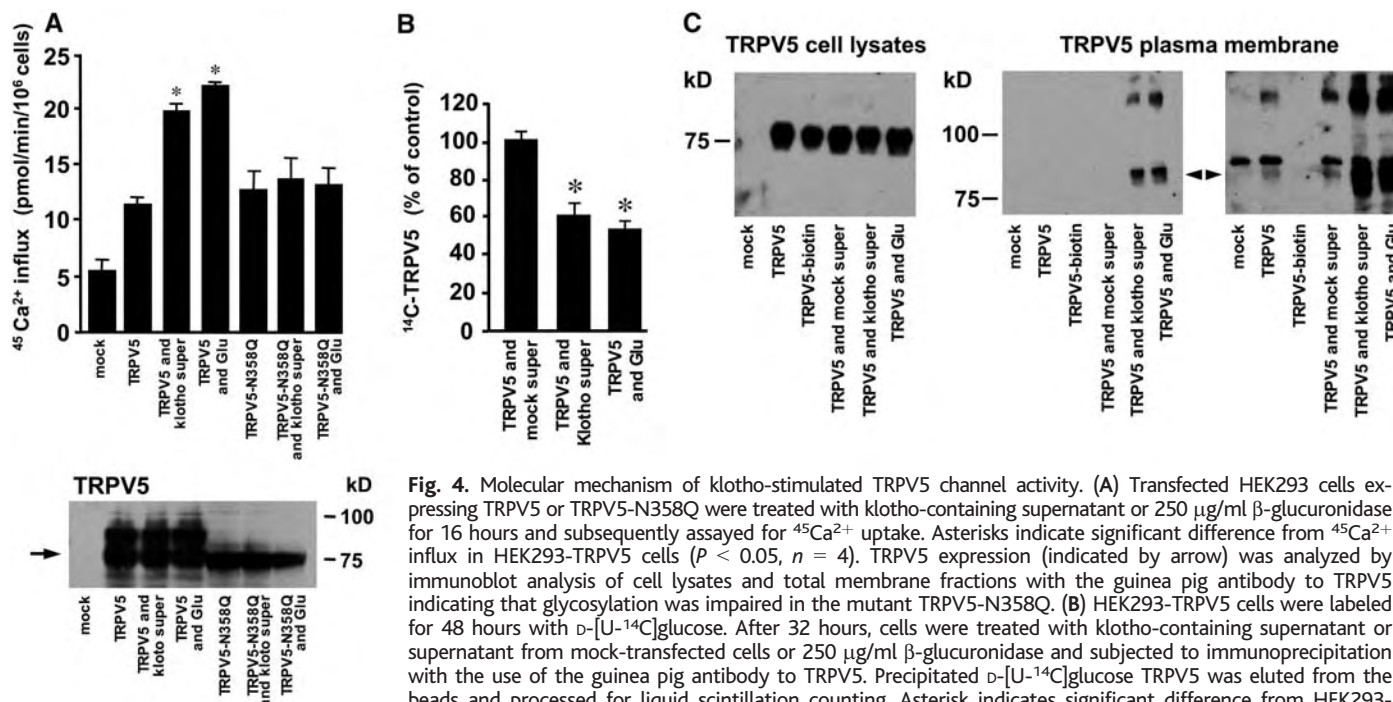 A
45Ca2+ influx (pmol/min/10⁶ cells)
25
20
15
10
5
0
mock
TRPV5
TRPV5 and
klotho super
TRPV5
and Glu
TRPV5-N358Q
TRPV5-N358Q
and klotho super
TRPV5-N358Q
and Glu
*
*
TRPV5
kD
100
75
mock
TRPV5
TRPV5 and
kloto super
TRPV5
and Glu
TRPV5-N358Q
TRPV5-N358Q
and kloto super
TRPV5-N358Q
and Glu
B
14C-TRPV5 (% of control)
120
100
80
60
40
20
0
*
*
TRPV5 and
mock super
TRPV5 and
Klotho super
TRPV5
and Glu
C
TRPV5 cell lysates
kD
75
mock
TRPV5
TRPV5-biotin
TRPV5 and mock super
TRPV5 and klotho super
TRPV5 and Glu
TRPV5 plasma membrane
kD
100
75
mock
TRPV5
TRPV5-biotin
TRPV5 and mock super
TRPV5 and klotho super
TRPV5 and Glu
mock
TRPV5
TRPV5-biotin
TRPV5 and mock super
TRPV5 and klotho super
TRPV5 and Glu
Fig. 4. Molecular mechanism of klotho-stimulated TRPV5 channel activity. (A) Transfected HEK293 cells ex-
pressing TRPV5 or TRPV5-N358Q were treated with klotho-containing supernatant or 250 μg/ml β-glucuronidase
for 16 hours and subsequently assayed for 45Ca2+ uptake. Asterisks indicate significant difference from 45Ca2+
influx in HEK293-TRPV5 cells (P < 0.05, n = 4). TRPV5 expression (indicated by arrow) was analyzed by
immunoblot analysis of cell lysates and total membrane fractions with the guinea pig antibody to TRPV5
indicating that glycosylation was impaired in the mutant TRPV5-N358Q. (B) HEK293-TRPV5 cells were labeled
for 48 hours with D-[U-14C]glucose. After 32 hours, cells were treated with klotho-containing supernatant or
supernatant from mock-transfected cells or 250 μg/ml β-glucuronidase and subjected to immunoprecipitation
with the use of the guinea pig antibody to TRPV5. Precipitated D-[U-14C]glucose TRPV5 was eluted from the
beads and processed for liquid scintillation counting. Asterisk indicates significant difference from HEK293-